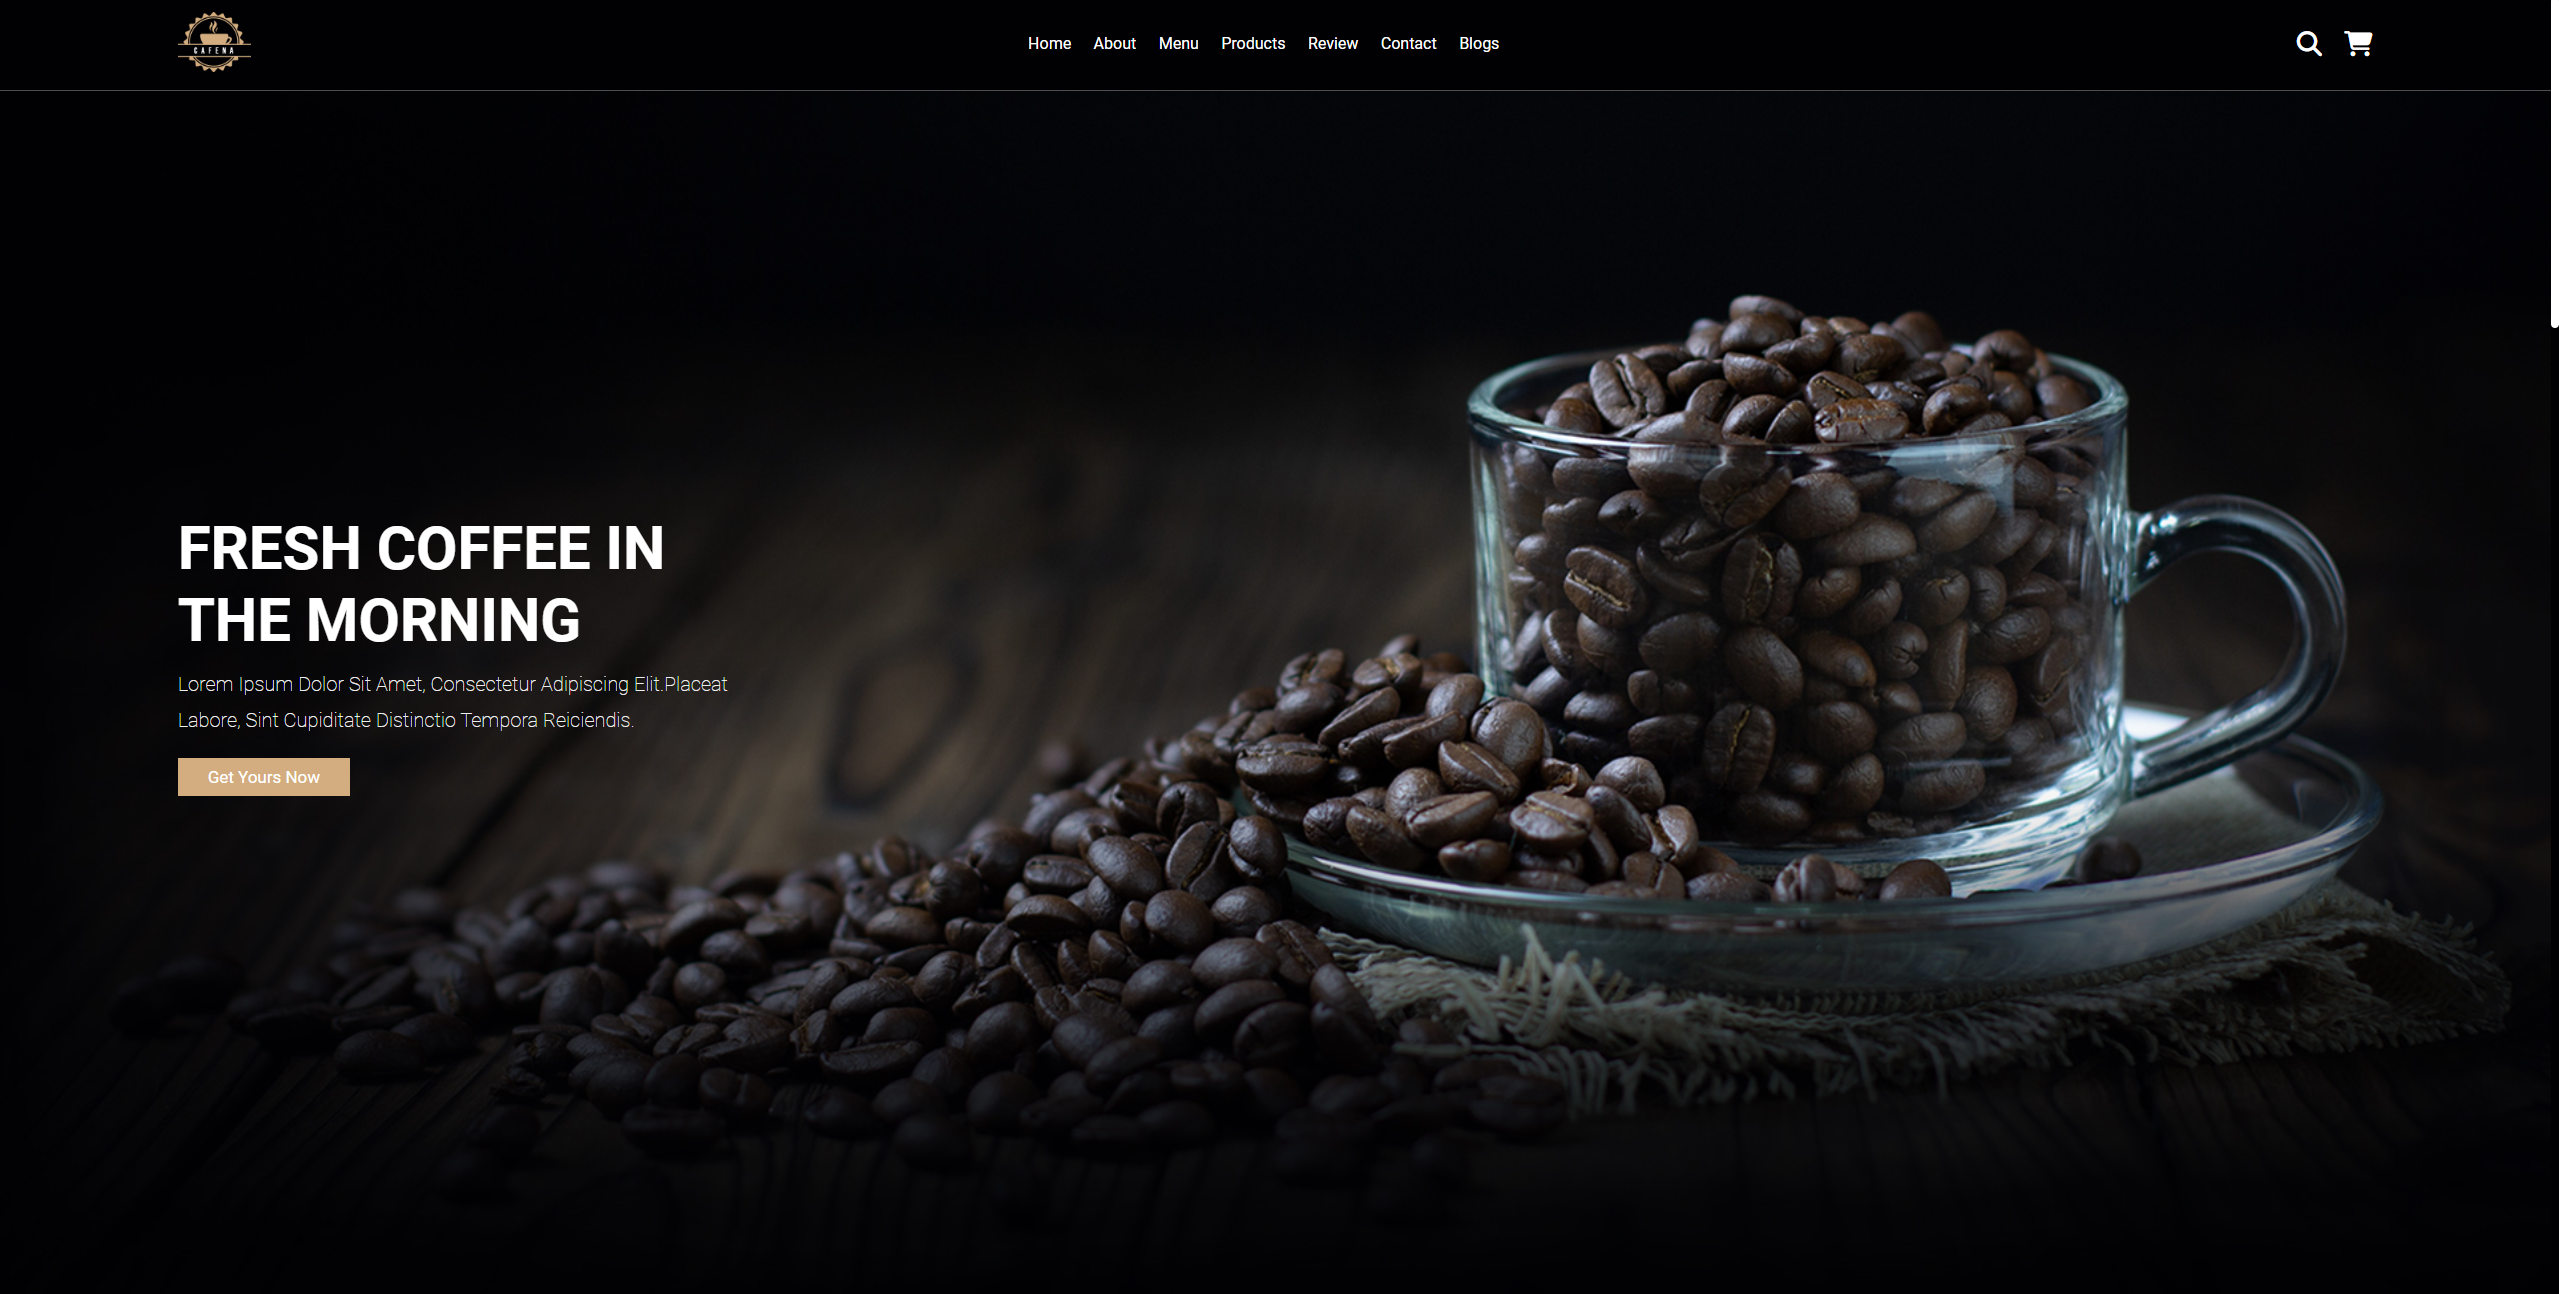 CAFENA
Home About Menu Products Review Contact Blogs
FRESH COFFEE IN
THE MORNING
Lorem Ipsum Dolor Sit Amet, Consectetur Adipiscing Elit.Placeat
Labore, Sint Cupiditate Distinctio Tempora Reiciendis.
Get Yours Now